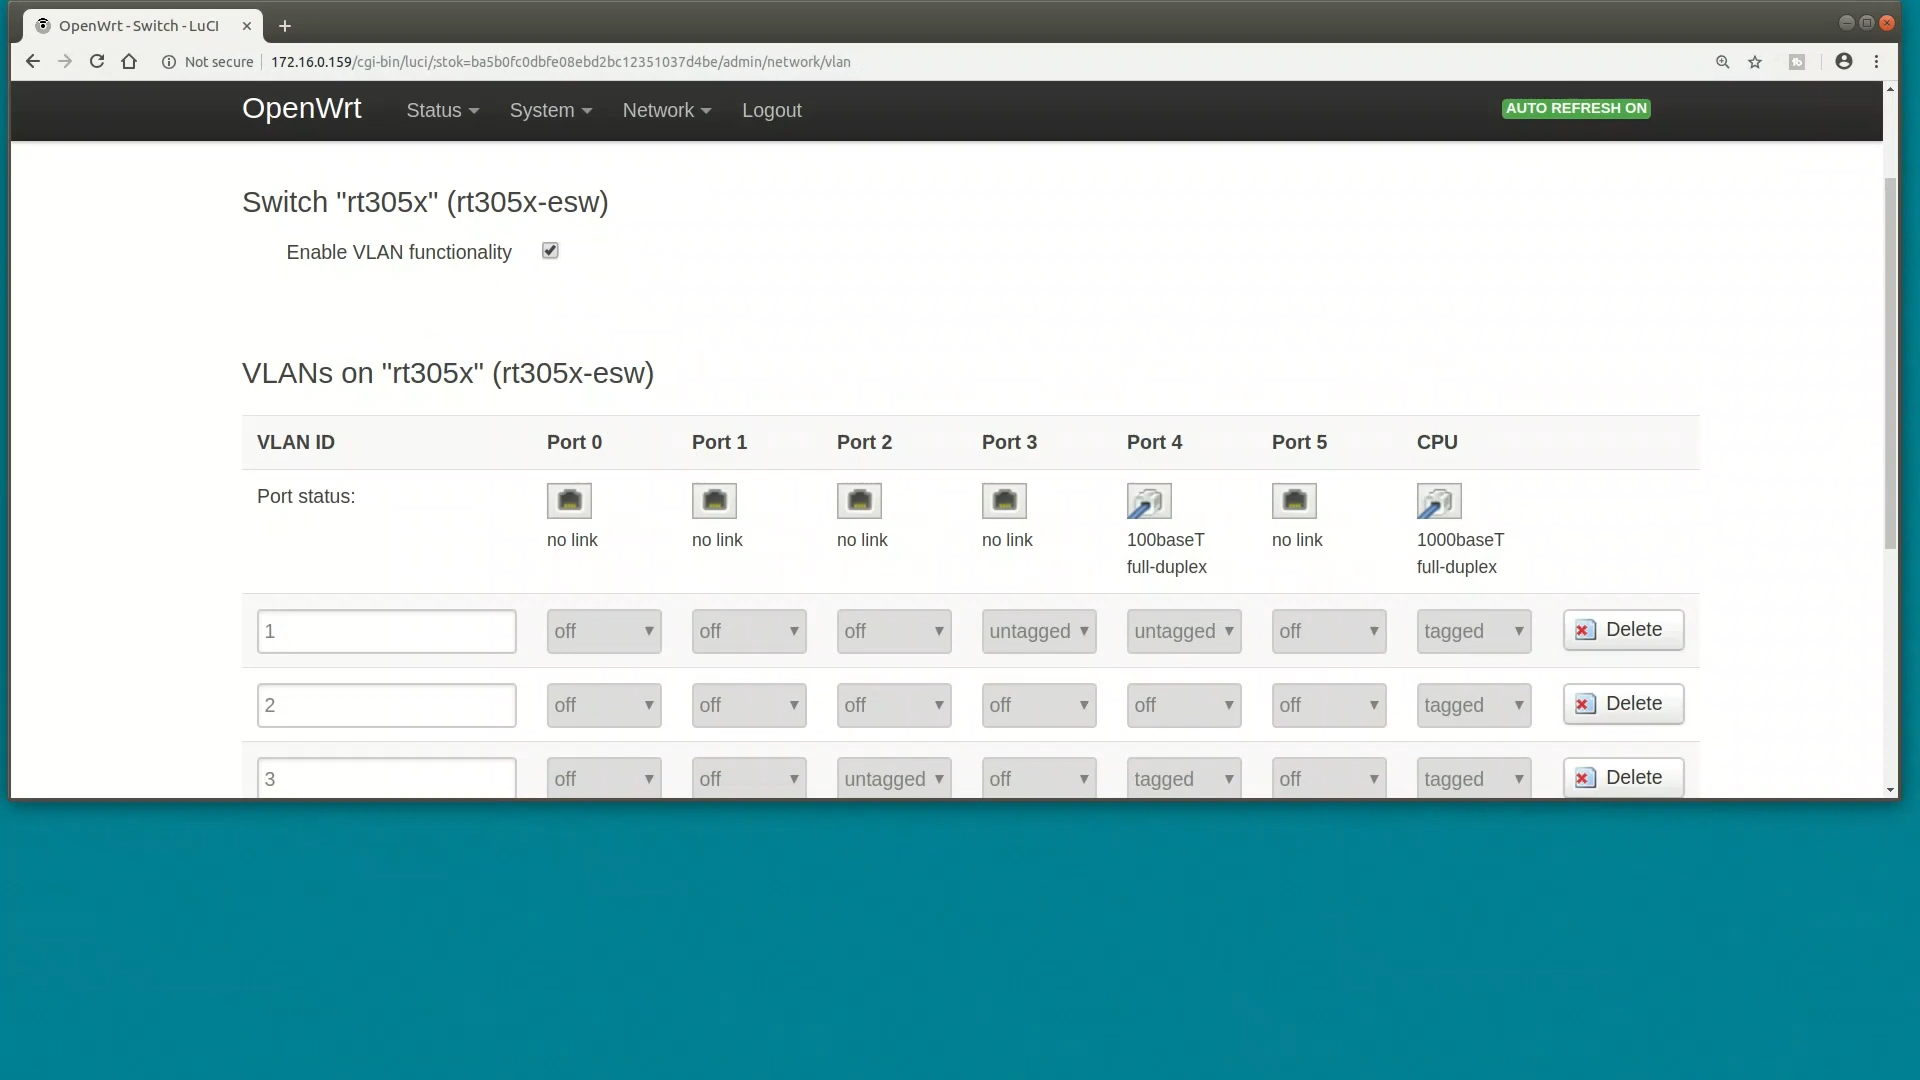 OpenWrt - Switch - LuCI
Not secure 172.16.0.159/cgi-bin/luci/;stok=ba5b0fc0dbfe08ebd2bc12351037d4be/admin/network/vlan
OpenWrt Status System Network Logout AUTO REFRESH ON
Switch "rt305x" (rt305x-esw)
Enable VLAN functionality
VLANs on "rt305x" (rt305x-esw)
VLAN ID Port 0 Port 1 Port 2 Port 3 Port 4 Port 5 CPU
Port status:
no link no link no link no link 100baseT no link 1000baseT
full-duplex full-duplex
1 off off off untagged untagged off tagged Delete
2 off off off off off off tagged Delete
3 off off untagged off tagged off tagged Delete